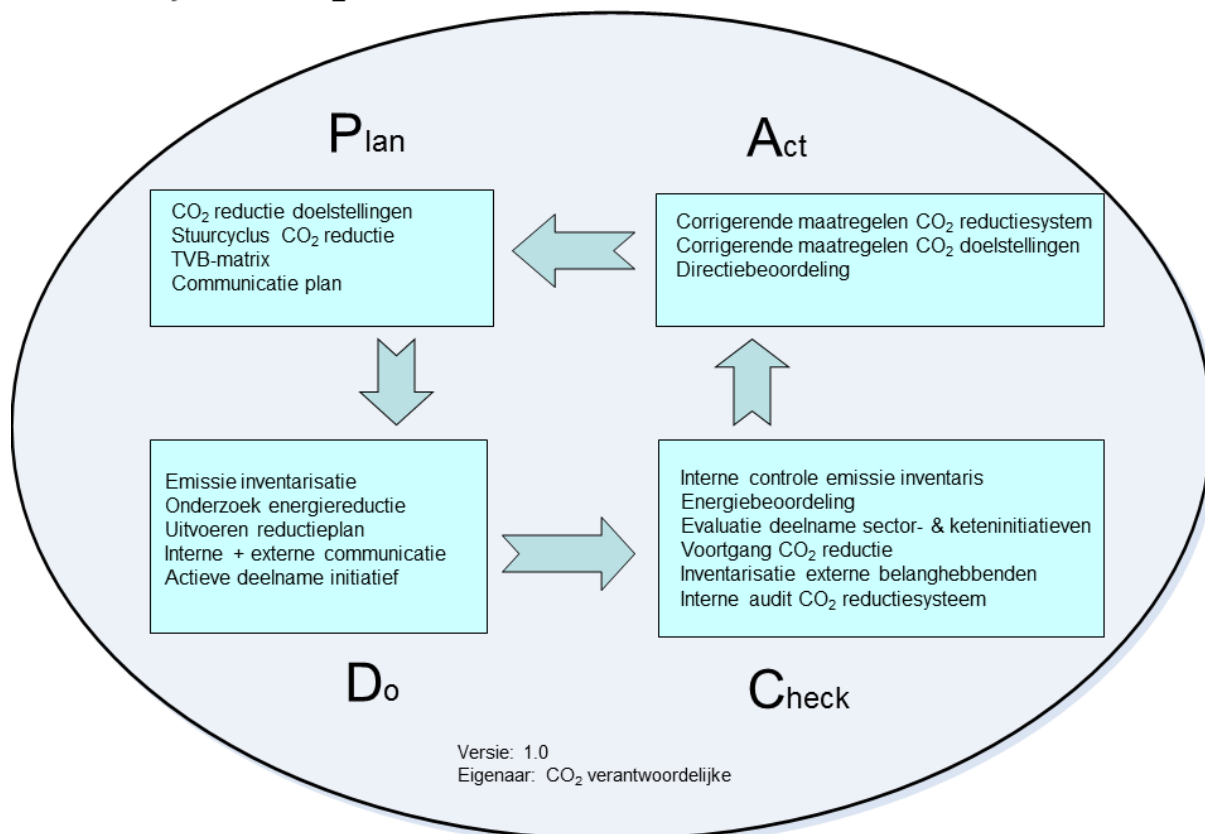 Plan
CO₂ reductie doelstellingen
Stuurcyclus CO₂ reductie
TVB-matrix
Communicatie plan
Act
Corrigerende maatregelen CO₂ reductiesystem
Corrigerende maatregelen CO₂ doelstellingen
Directiebeoordeling
Emissie inventarisatie
Onderzoek energiereductie
Uitvoeren reductieplan
Interne + externe communicatie
Actieve deelname initiatief
Do
Interne controle emissie inventaris
Energiebeoordeling
Evaluatie deelname sector- & keteninitiatieven
Voortgang CO₂ reductie
Inventarisatie externe belanghebbenden
Interne audit CO₂ reductiesysteem
Check
Versie: 1.0
Eigenaar: CO₂ verantwoordelijke